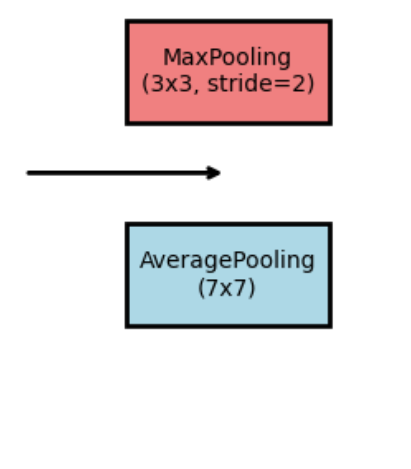 MaxPooling
(3x3, stride=2)
AveragePooling
(7x7)